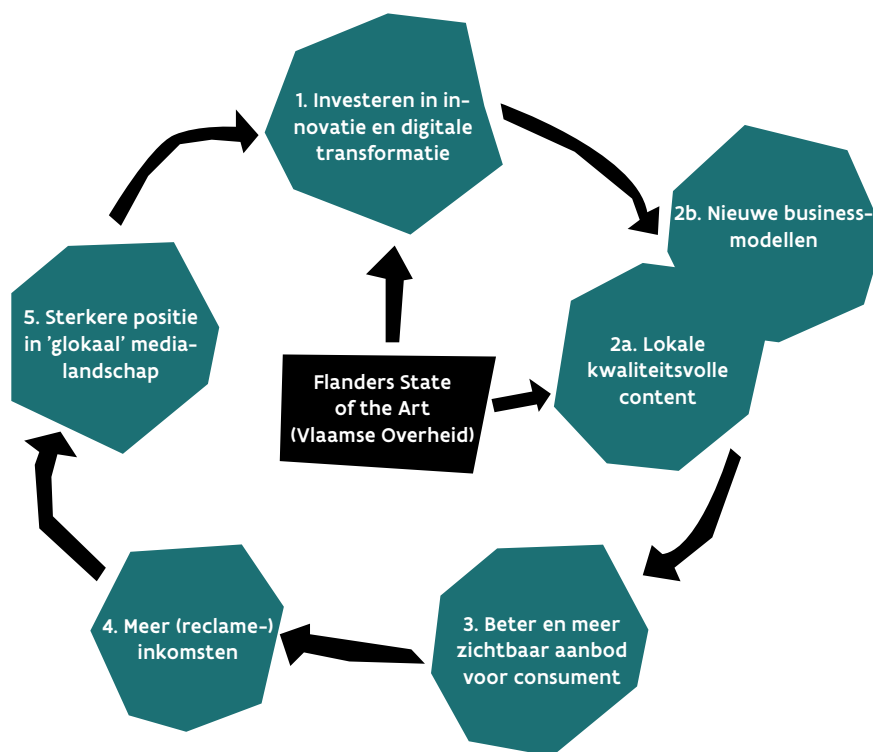 1. Investeren in in-
novatie en digitale
transformatie
2b. Nieuwe business-
modellen
2a. Lokale
kwaliteitsvolle
content
3. Beter en meer
zichtbaar aanbod
voor consument
4. Meer (reclame-)
inkomsten
5. Sterkere positie
in 'glokaal' media-
landschap
Flanders State
of the Art
(Vlaamse Overheid)